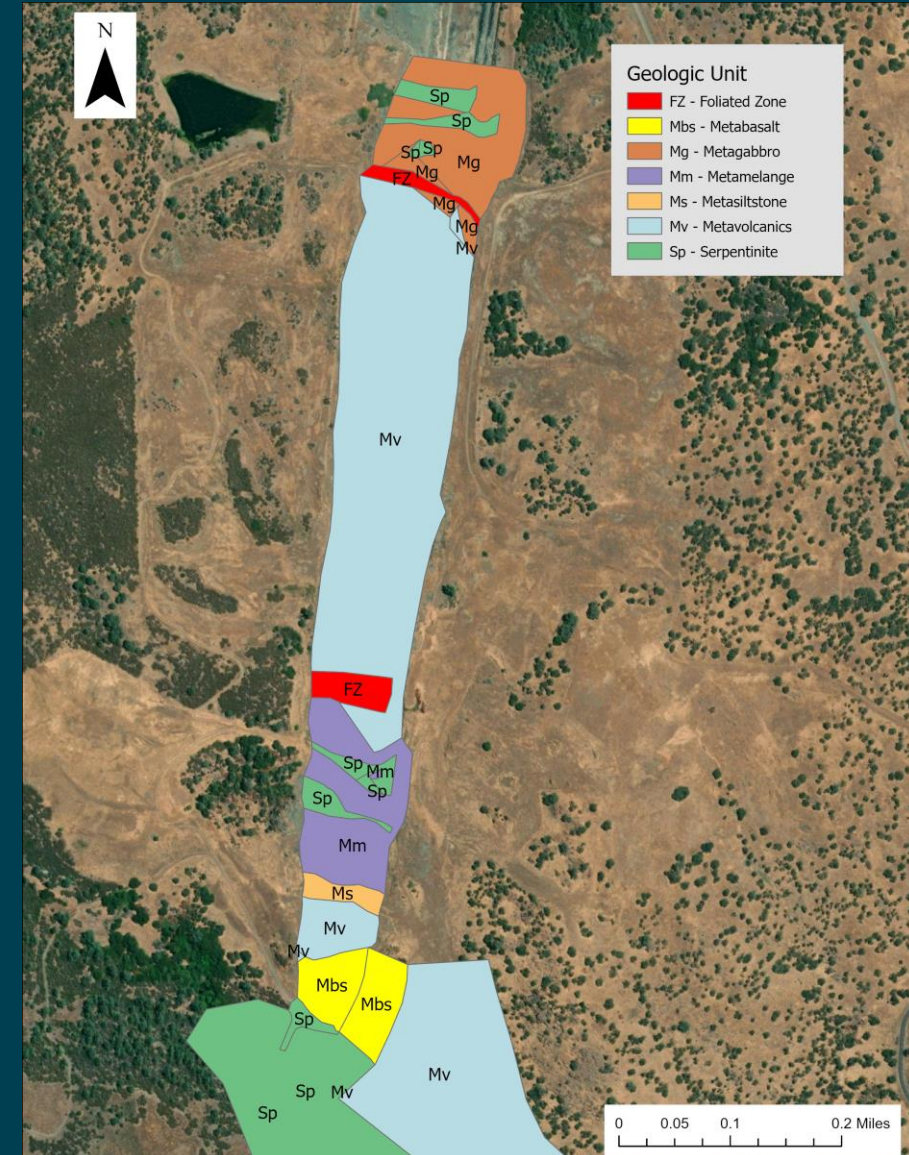 N
Geologic Unit
FZ - Foliated Zone
Mbs - Metabasalt
Mg - Metagabbro
Mm - Metamelange
Ms - Metasiltstone
Mv - Metavolcanics
Sp - Serpentinite
Sp
Sp
Sp Sp
Mg
Mg
FZ
Mg
Mg
Mv
Mv
FZ
Sp
Mm
Sp
Sp
Mm
Ms
Mv
Mv
Mbs
Mbs
Sp
Mv
Sp
Mv
Sp
0 0.05 0.1 0.2 Miles